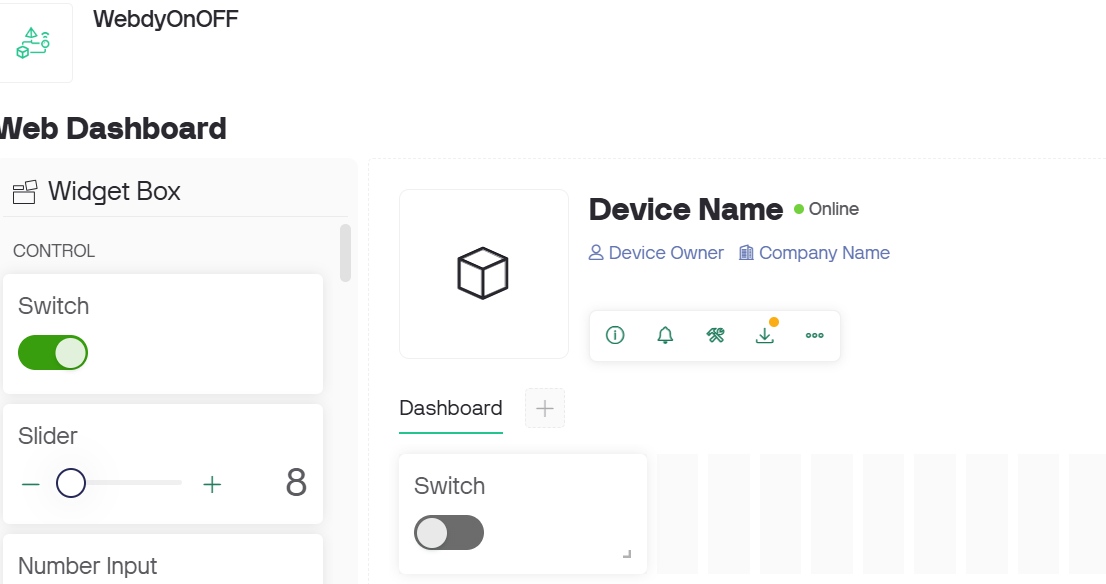 WebdyOnOFF
Web Dashboard
Widget Box
CONTROL
Switch
Slider
8
Number Input
Device Name
Online
Device Owner
Company Name
Dashboard
Switch